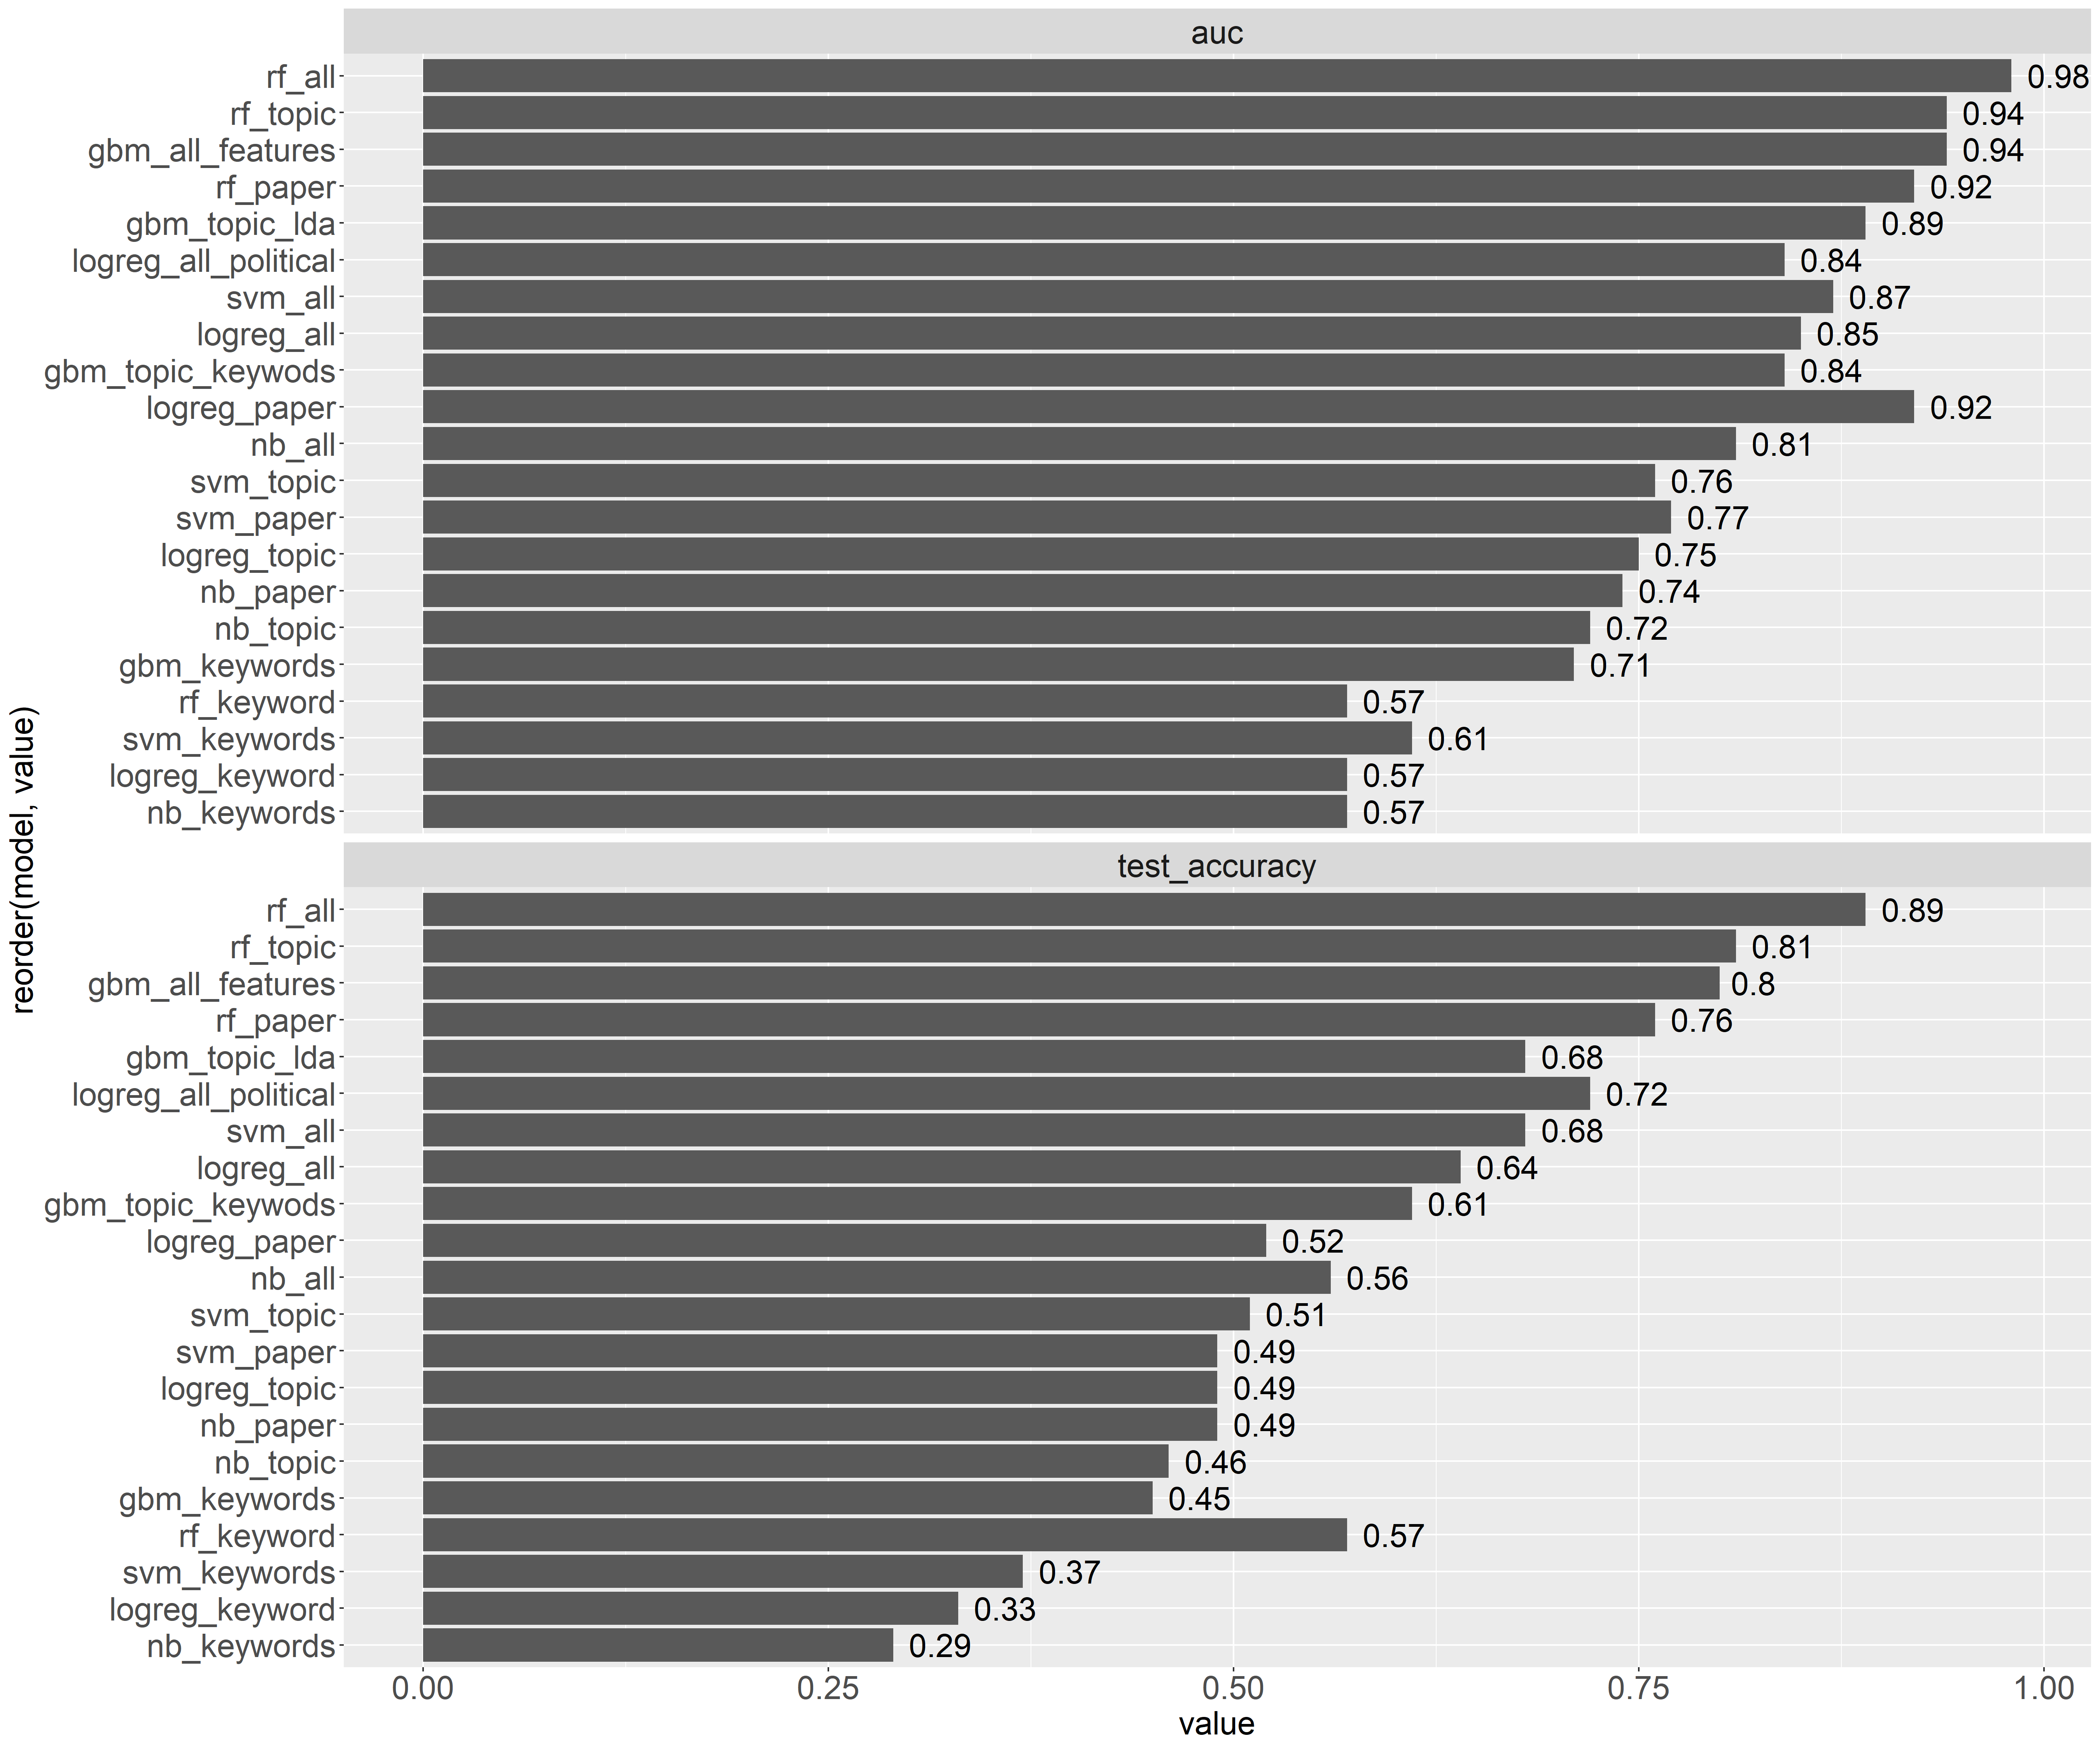 auc
rf_all 0.98
rf_topic 0.94
gbm_all_features 0.94
rf_paper 0.92
gbm_topic_lda 0.89
logreg_all_political 0.84
svm_all 0.87
logreg_all 0.85
gbm_topic_keywods 0.84
logreg_paper 0.92
nb_all 0.81
svm_topic 0.76
svm_paper 0.77
logreg_topic 0.75
nb_paper 0.74
nb_topic 0.72
gbm_keywords 0.71
rf_keyword 0.57
svm_keywords 0.61
logreg_keyword 0.57
nb_keywords 0.57
reorder(model, value)
test_accuracy
rf_all 0.89
rf_topic 0.81
gbm_all_features 0.8
rf_paper 0.76
gbm_topic_lda 0.68
logreg_all_political 0.72
svm_all 0.68
logreg_all 0.64
gbm_topic_keywods 0.61
logreg_paper 0.52
nb_all 0.56
svm_topic 0.51
svm_paper 0.49
logreg_topic 0.49
nb_paper 0.49
nb_topic 0.46
gbm_keywords 0.45
rf_keyword 0.57
svm_keywords 0.37
logreg_keyword 0.33
nb_keywords 0.29
0.00 0.25 0.50 0.75 1.00
value